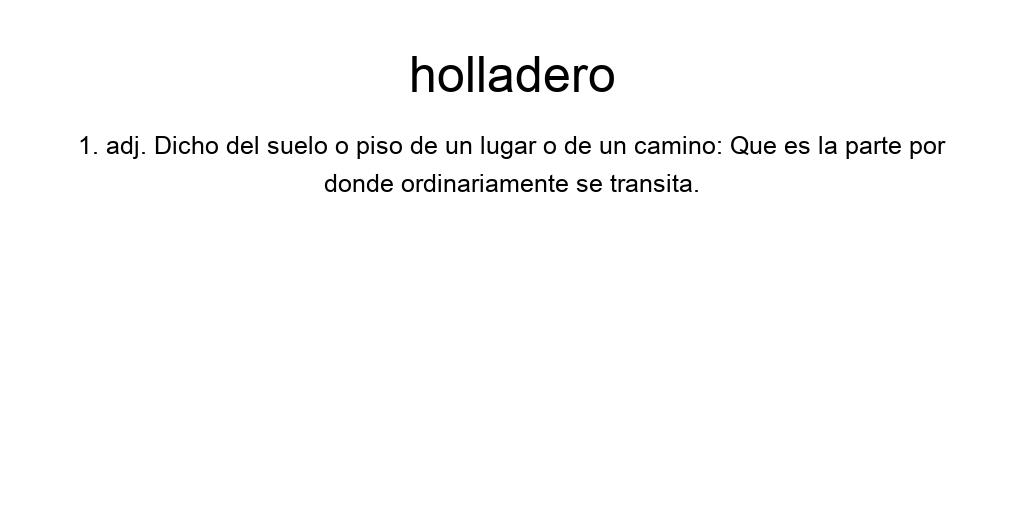 holladero
1. adj. Dicho del suelo o piso de un lugar o de un camino: Que es la parte por
donde ordinariamente se transita.